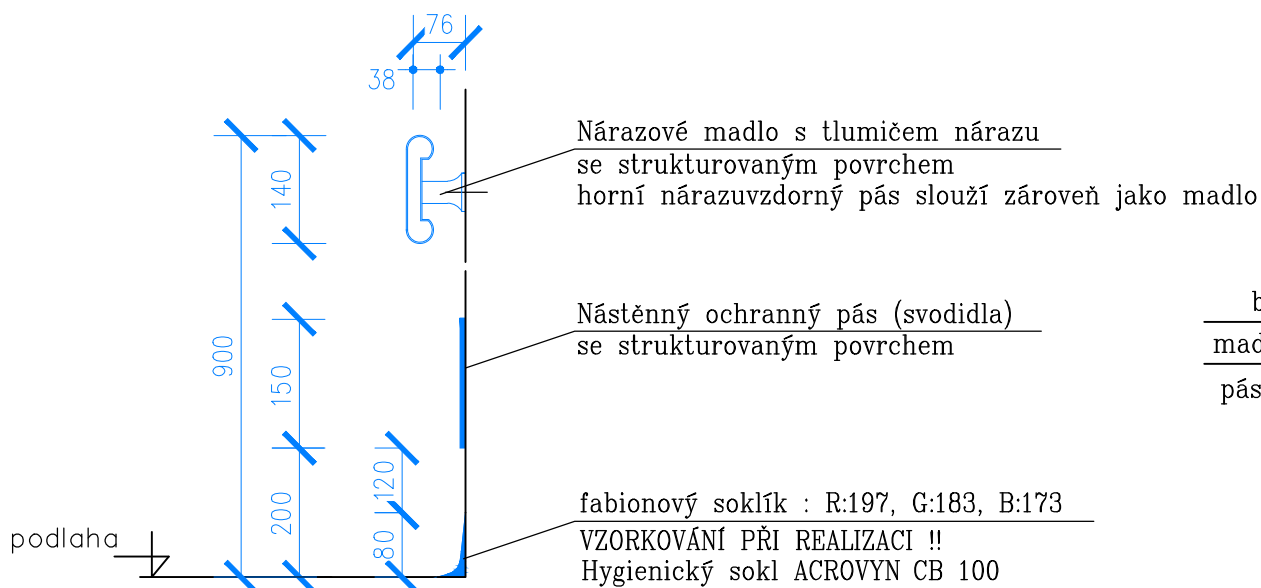 76
38
Nárazové madlo s tlumičem nárazu
se strukturovaným povrchem
horní nárazuvzdorný pás slouží zároveň jako madlo
140
900
Nástěnný ochranný pás (svodidla)
se strukturovaným povrchem
b
mad
pás
150
120
200
80
fabionový soklík : R:197, G:183, B:173
VZORKOVÁNÍ PŘI REALIZACI !!
Hygienický sokl ACROVYN CB 100
podlaha